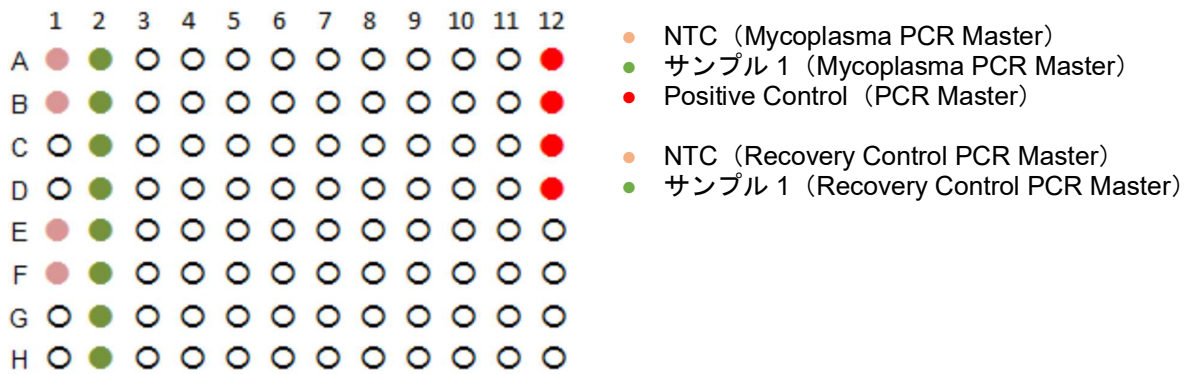 1 2 3 4 5 6 7 8 9 10 11 12
A
B
C
D
E
F
G
H
NTC（Mycoplasma PCR Master）
サンプル 1（Mycoplasma PCR Master）
Positive Control（PCR Master）
NTC（Recovery Control PCR Master）
サンプル 1（Recovery Control PCR Master）